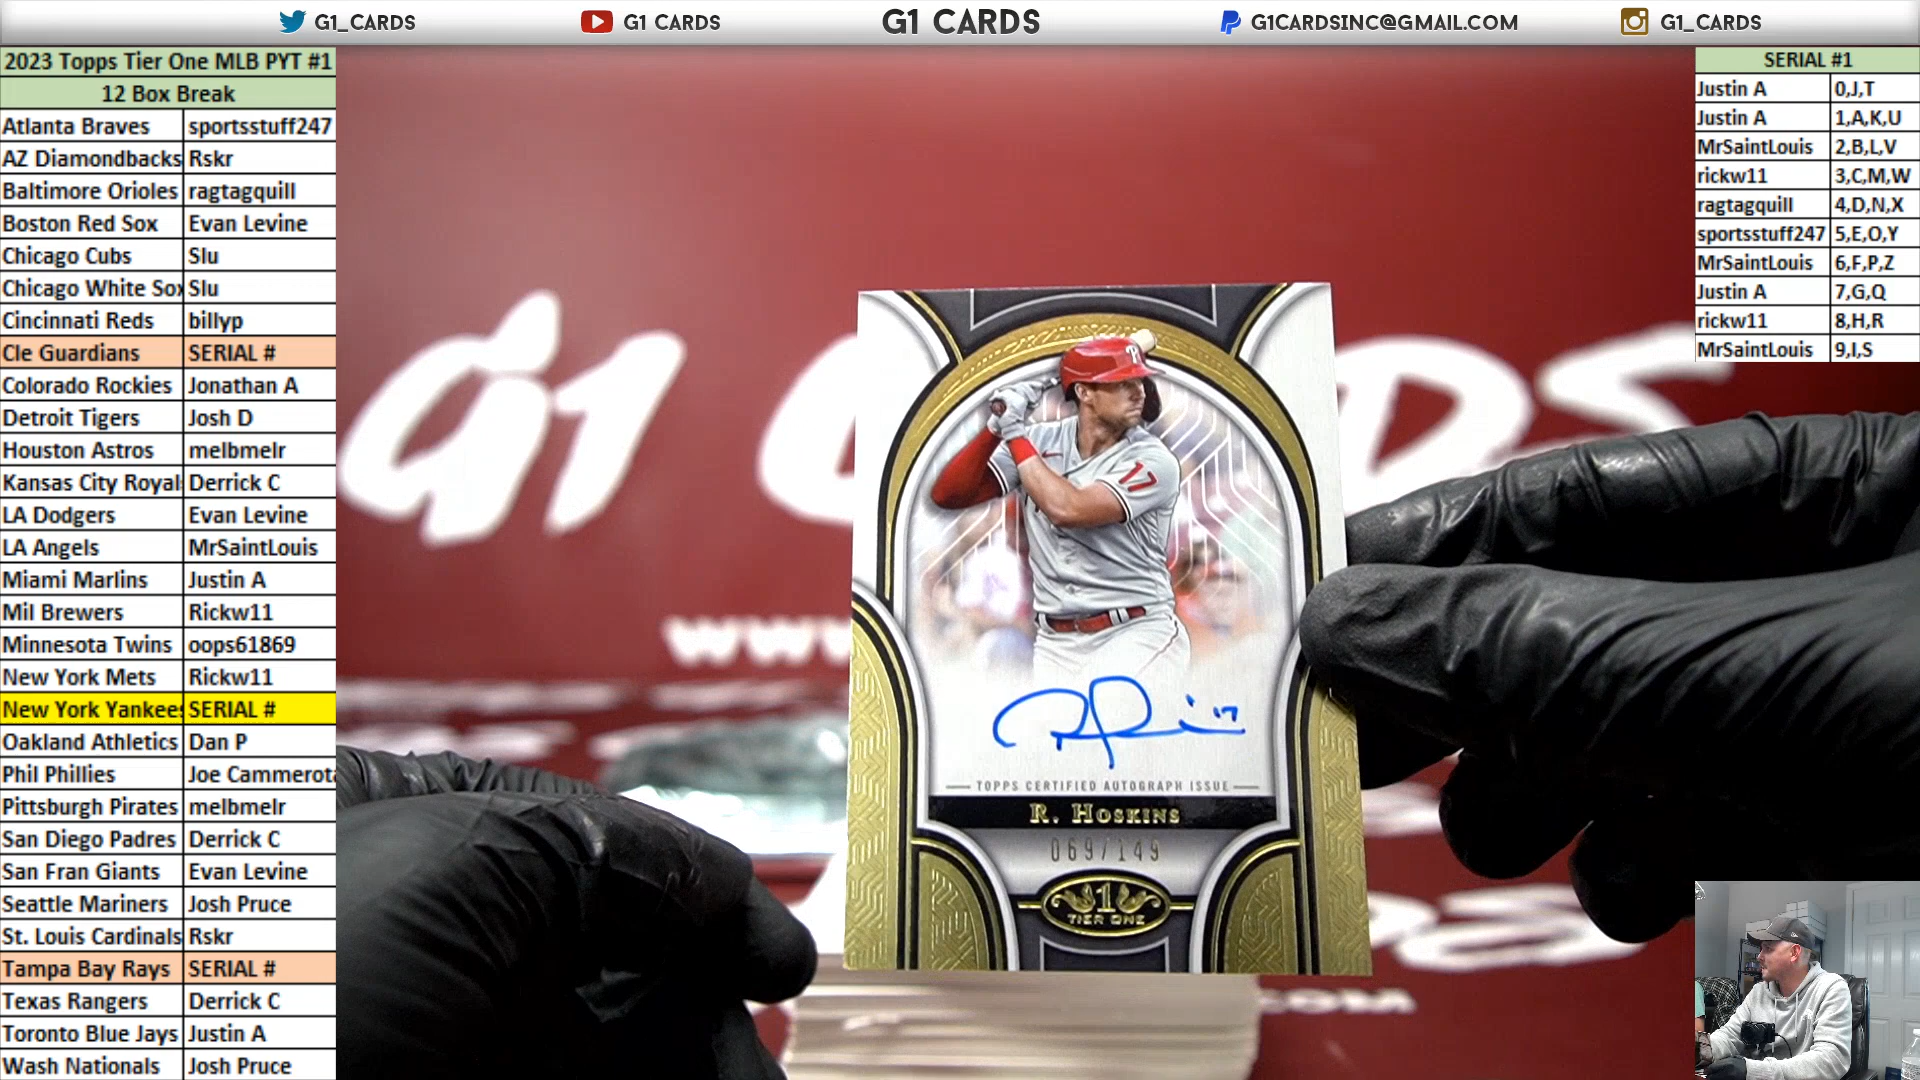 G1_CARDS G1 CARDS G1 CARDS G1CARDSINC@GMAIL.COM G1_CARDS
2023 Topps Tier One MLB PYT #1
12 Box Break
Atlanta Braves sportsstuff247
AZ Diamondbacks Rskr
Baltimore Orioles ragtagquill
Boston Red Sox Evan Levine
Chicago Cubs Slu
Chicago White Sox Slu
Cincinnati Reds billyp
Cle Guardians SERIAL #
Colorado Rockies Jonathan A
Detroit Tigers Josh D
Houston Astros melbmelr
Kansas City Royal Derrick C
LA Dodgers Evan Levine
LA Angels MrSaintLouis
Miami Marlins Justin A
Mil Brewers Rickw11
Minnesota Twins oops61869
New York Mets Rickw11
New York Yankees SERIAL #
Oakland Athletics Dan P
Phil Phillies Joe Cammerota
Pittsburgh Pirates melbmelr
San Diego Padres Derrick C
San Fran Giants Evan Levine
Seattle Mariners Josh Pruce
St. Louis Cardinals Rskr
Tampa Bay Rays SERIAL #
Texas Rangers Derrick C
Toronto Blue Jays Justin A
Wash Nationals Josh Pruce
SERIAL #1
Justin A 0,J,T
Justin A 1,A,K,U
MrSaintLouis 2,B,L,V
rickw11 3,C,M,W
ragtagquill 4,D,N,X
sportsstuff247 5,E,O,Y
MrSaintLouis 6,F,P,Z
Justin A 7,G,Q
rickw11 8,H,R
MrSaintLouis 9,I,S
G1 C DS
www
P
17
17
TOPPS CERTIFIED AUTOGRAPH ISSUE
R. HOSKINS
069/149
1
TIER ONE
.COM